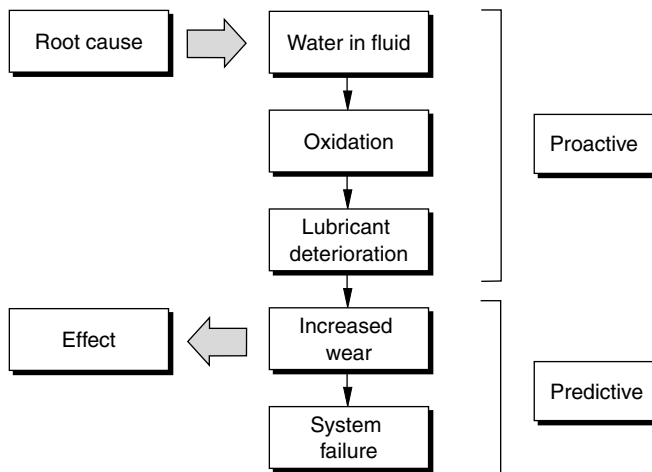 Root cause
Water in fluid
Oxidation
Proactive
Lubricant
deterioration
Effect
Increased
wear
Predictive
System
failure